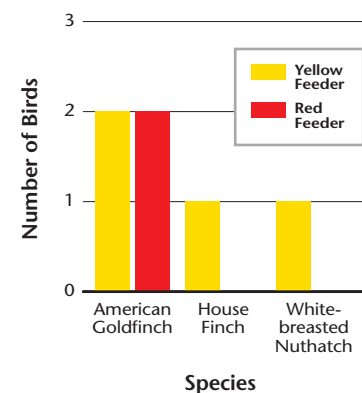 3
Yellow
Feeder
Red
Feeder
2
1
0
Number of Birds
American
Goldfinch
House
Finch
White-
breasted
Nuthatch
Species